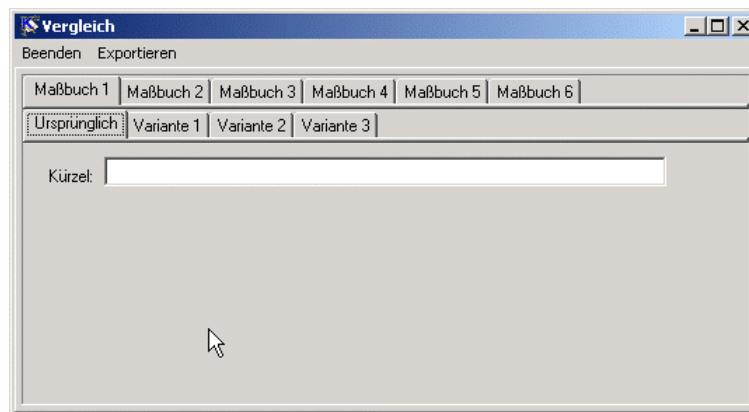 Vergleich
Beenden Exportieren
Maßbuch 1 Maßbuch 2 Maßbuch 3 Maßbuch 4 Maßbuch 5 Maßbuch 6
Ursprünglich Variante 1 Variante 2 Variante 3
Kürzel: